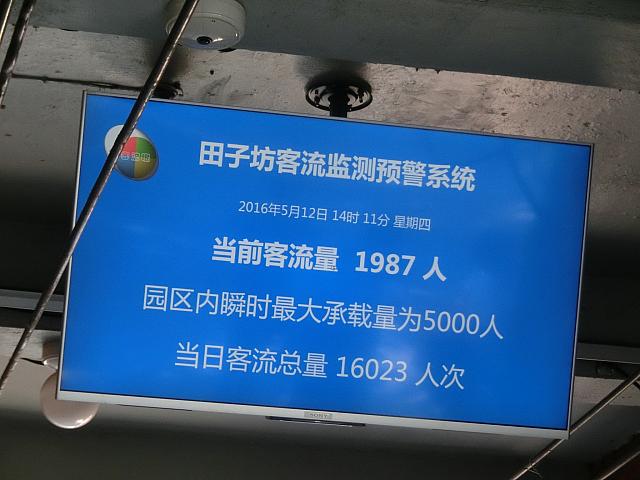 田子坊客流监测预警系统
2016年5月12日 14时 11分 星期四
当前客流量 1987 人
园区内瞬时最大承载量为5000人
当日客流总量 16023 人次
SONY